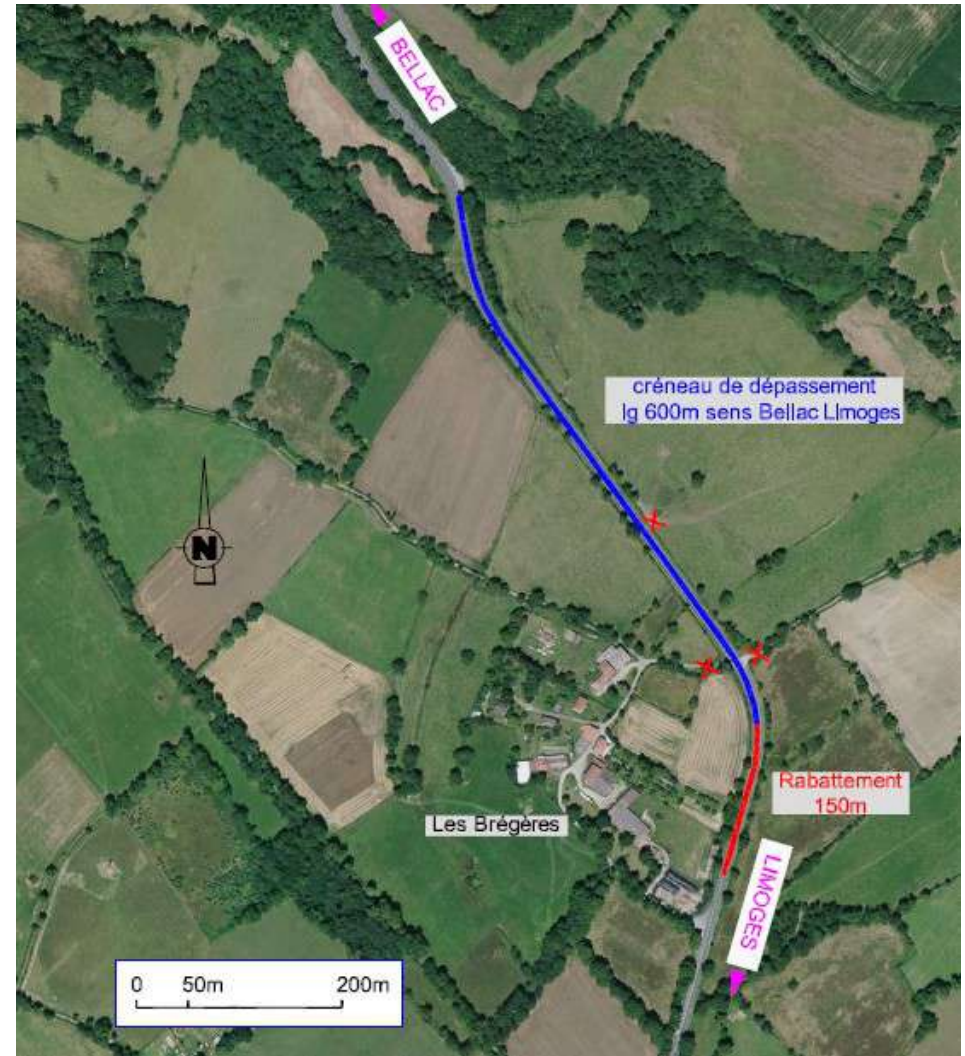 BELLAC
créneau de dépassement
lg 600m sens Bellac LImoges
N
Rabattement
150m
Les Brégères
LIMOGES
0 50m 200m